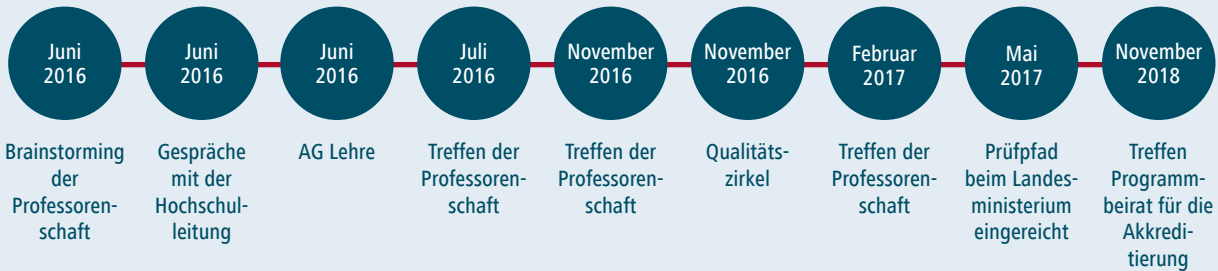 Juni
2016
Juni
2016
Juni
2016
Juli
2016
November
2016
November
2016
Februar
2017
Mai
2017
November
2018
Brainstorming
der
Professoren-
schaft
Gespräche
mit der
Hochschul-
leitung
AG Lehre
Treffen der
Professoren-
schaft
Treffen der
Professoren-
schaft
Qualitäts-
zirkel
Treffen der
Professoren-
schaft
Prüfpfad
beim Landes-
ministerium
eingereicht
Treffen
Programm-
beirat für die
Akkredi-
tierung